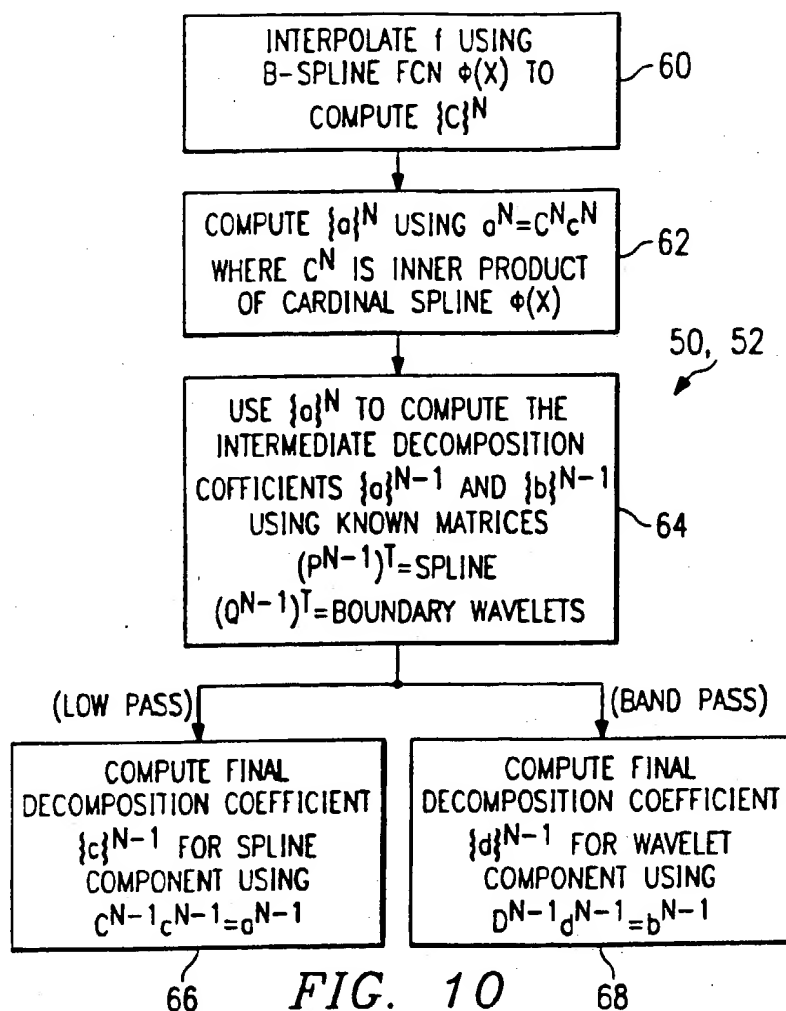 INTERPOLATE f USING
B-SPLINE FCN ϕ(X) TO
COMPUTE {C}^N
60
COMPUTE {a}^N USING a^N=C^Nc^N
WHERE C^N IS INNER PRODUCT
OF CARDINAL SPLINE ϕ(X)
62
50, 52
USE {a}^N TO COMPUTE THE
INTERMEDIATE DECOMPOSITION
COFFICIENTS {a}^N-1 AND {b}^N-1
USING KNOWN MATRICES
(P^N-1)^T=SPLINE
(Q^N-1)^T=BOUNDARY WAVELETS
64
(LOW PASS)
(BAND PASS)
COMPUTE FINAL
DECOMPOSITION COEFFICIENT
{c}^N-1 FOR SPLINE
COMPONENT USING
C^N-1c^N-1=a^N-1
66
COMPUTE FINAL
DECOMPOSITION COEFFICIENT
{d}^N-1 FOR WAVELET
COMPONENT USING
D^N-1d^N-1=b^N-1
68
FIG. 10